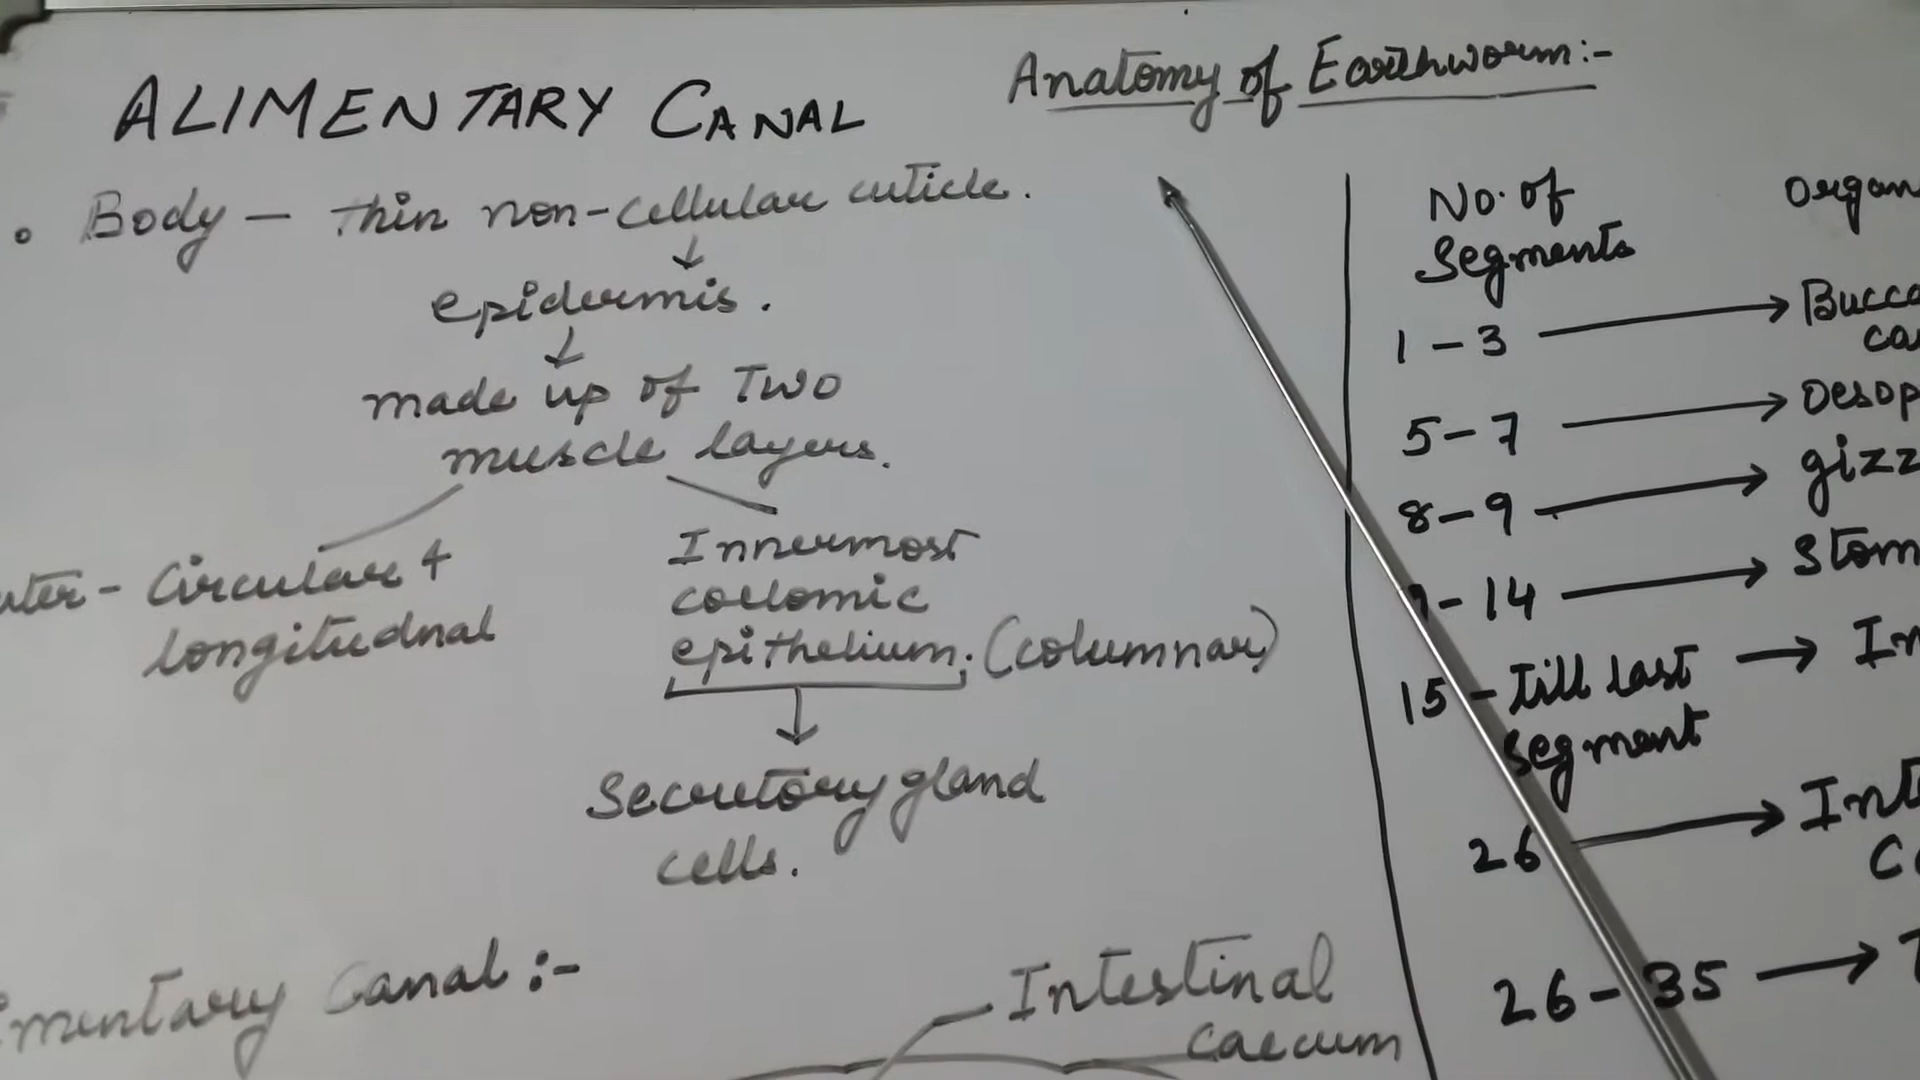 ALIMENTARY CANAL
Anatomy of Earthworm:-
• Body — thin non-cellular cuticle.
↓
epidermis.
↓
made up of Two
muscle layers.
Circular +
longitudnal
Innermost
coelomic
epithelium. (columnar)
↓
Secretory gland
cells.
Canal :-
Intestinal
caecum
No. of
Segments
1 - 3 →
5 - 7 →
8 - 9 →
- 14 →
15 - till last →
segment
26 →
26 - 35 →